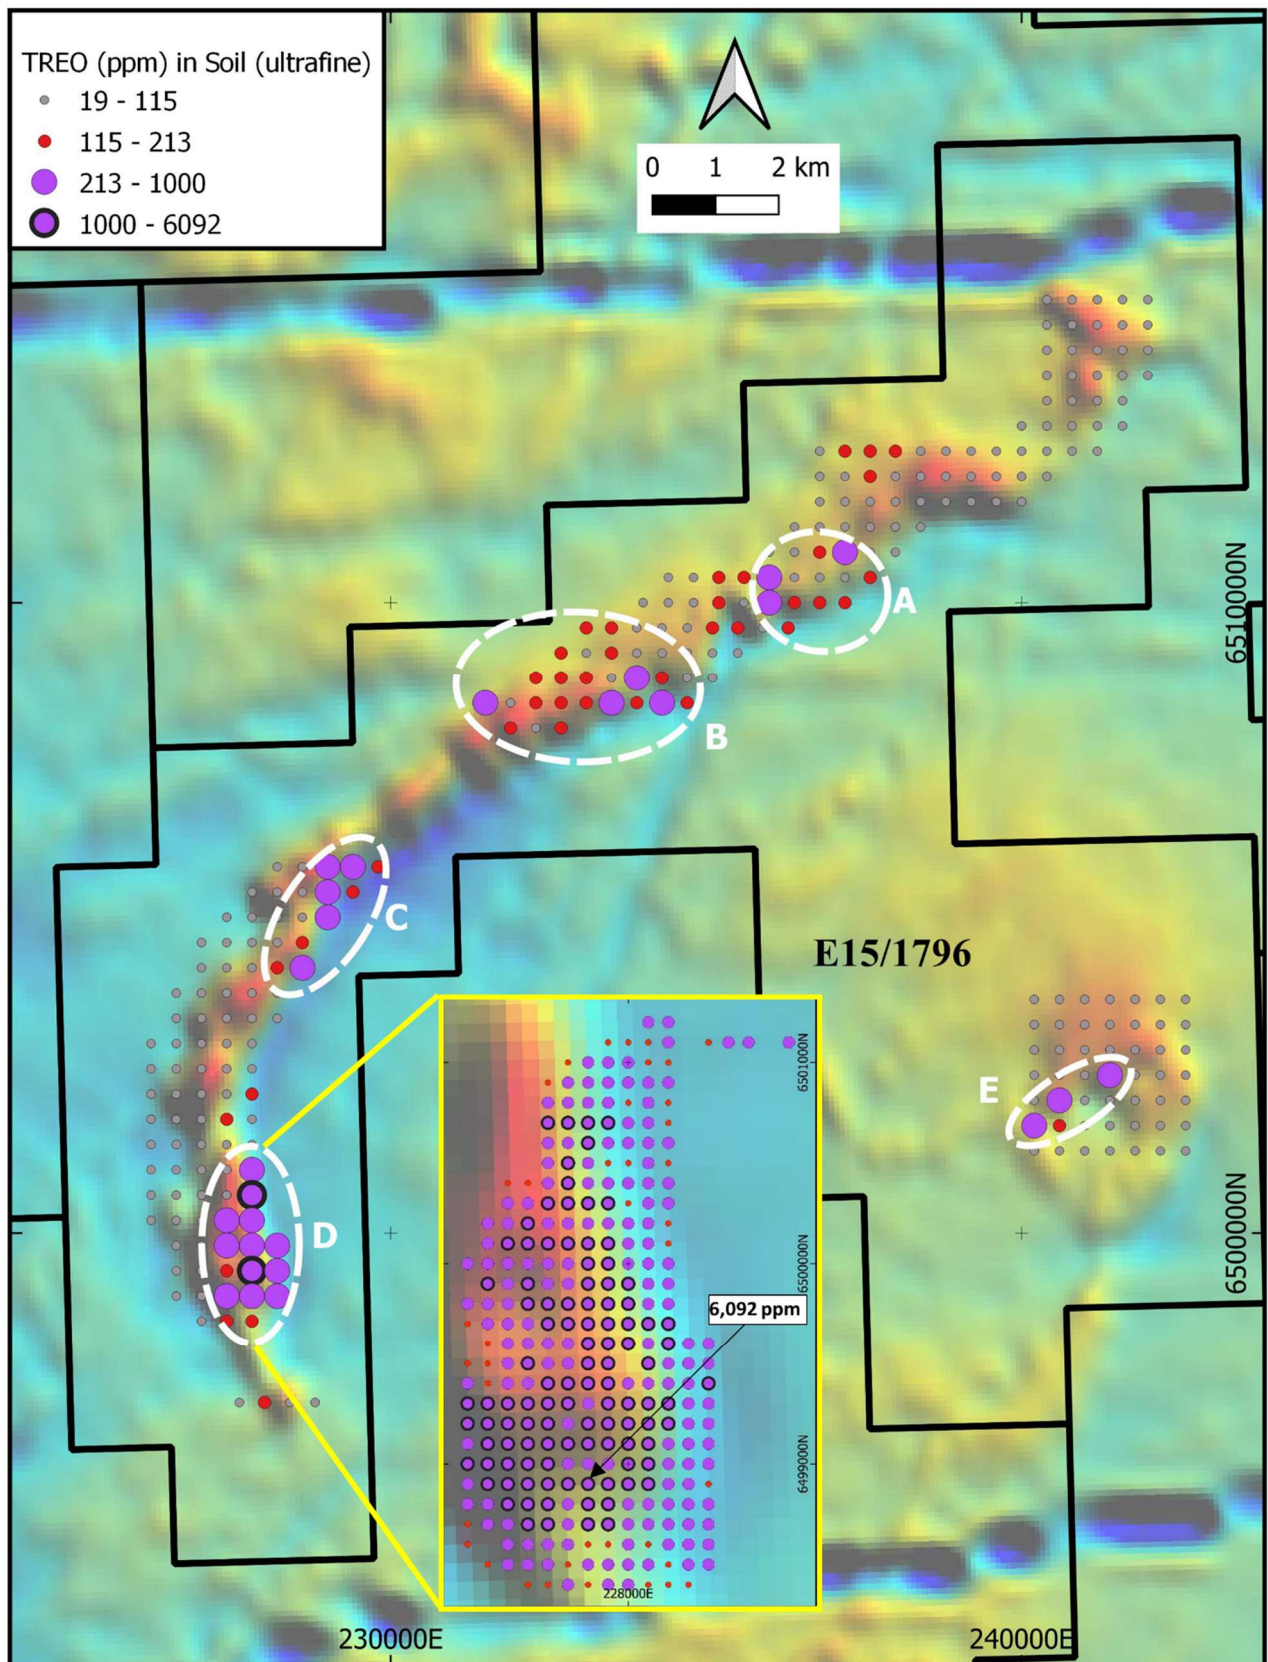 TREO (ppm) in Soil (ultrafine)
19 - 115
115 - 213
213 - 1000
1000 - 6092
0 1 2 km
A
6510000N
B
C
E15/1796
6501000N
E
D
6500000N
6500000N
6,092 ppm
6499000N
228000E
230000E
240000E